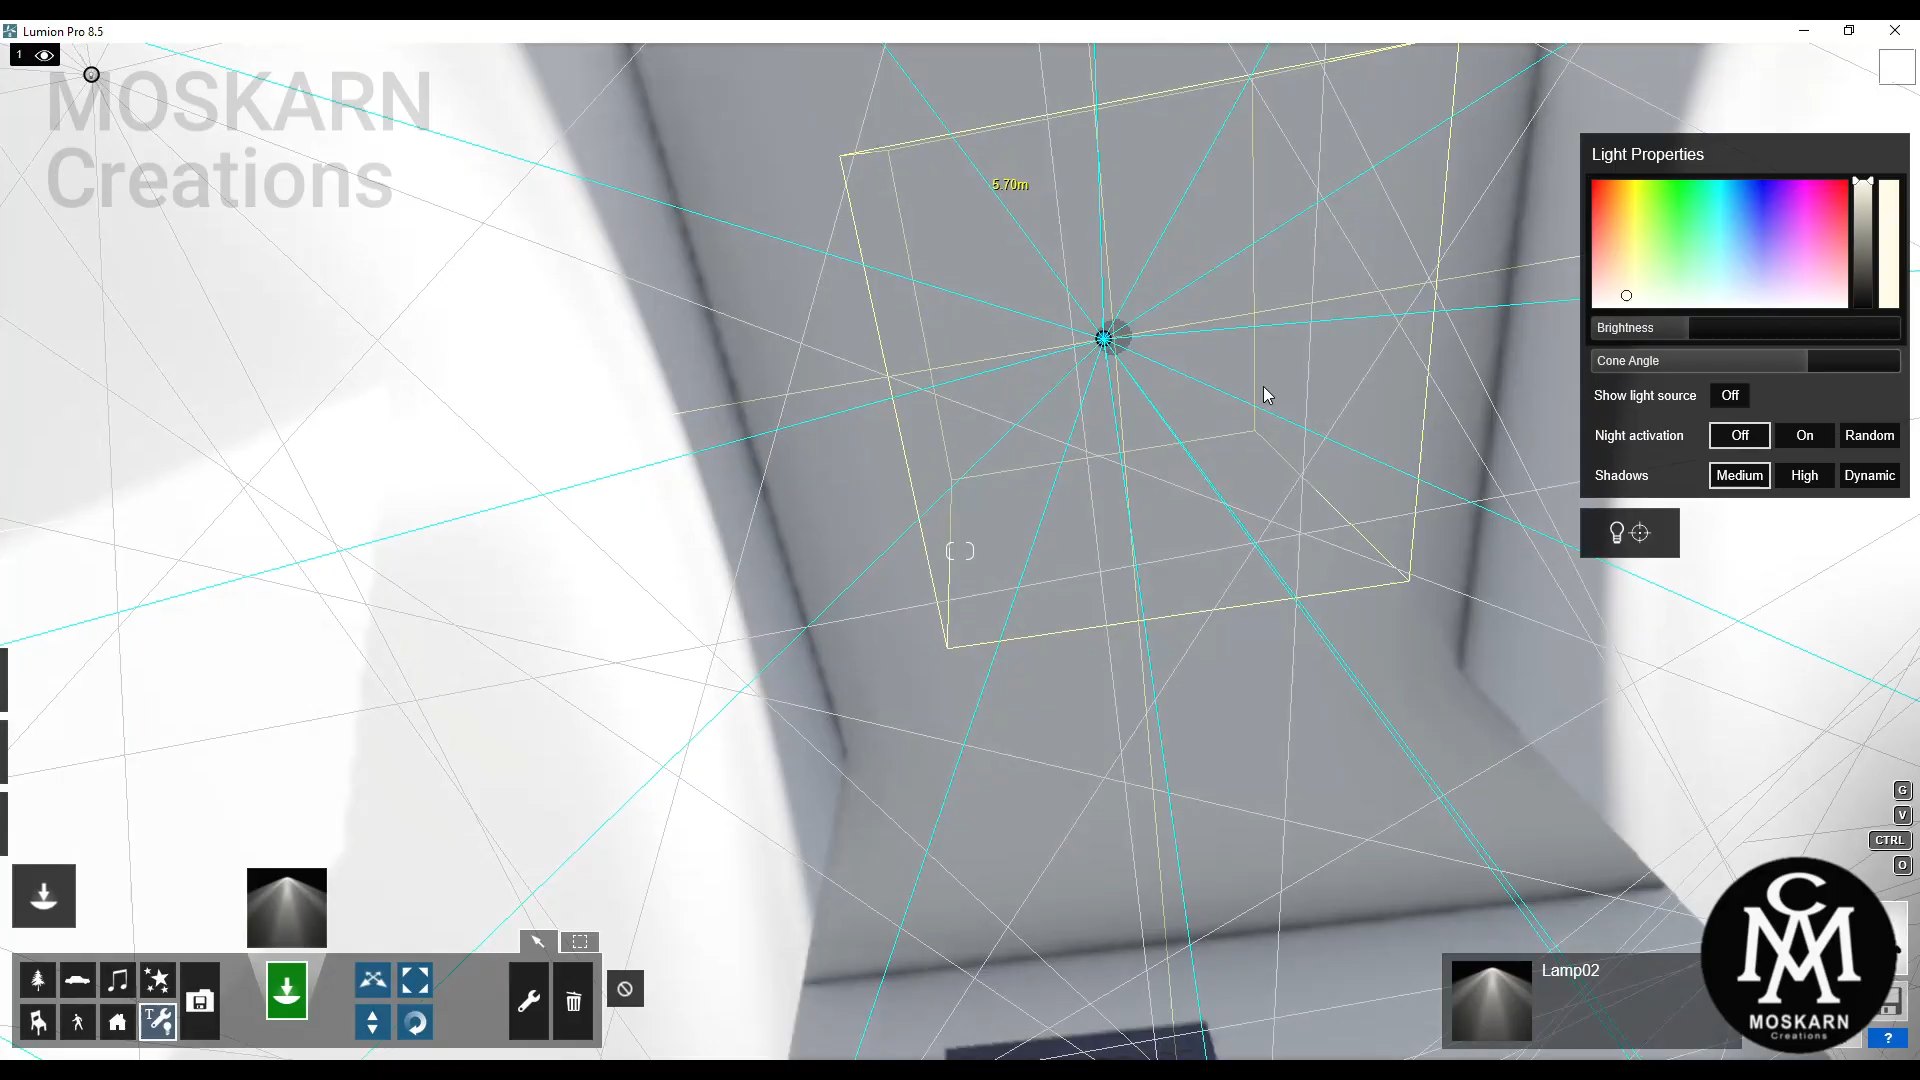 Lumion Pro 8.5
1
MOSKARN
Creations
5.70m
Light Properties
Brightness
Cone Angle
Show light source Off
Night activation Off On Random
Shadows Medium High Dynamic
G
V
CTRL
O
Lamp02
CM
MOSKARN
Creations
T
?